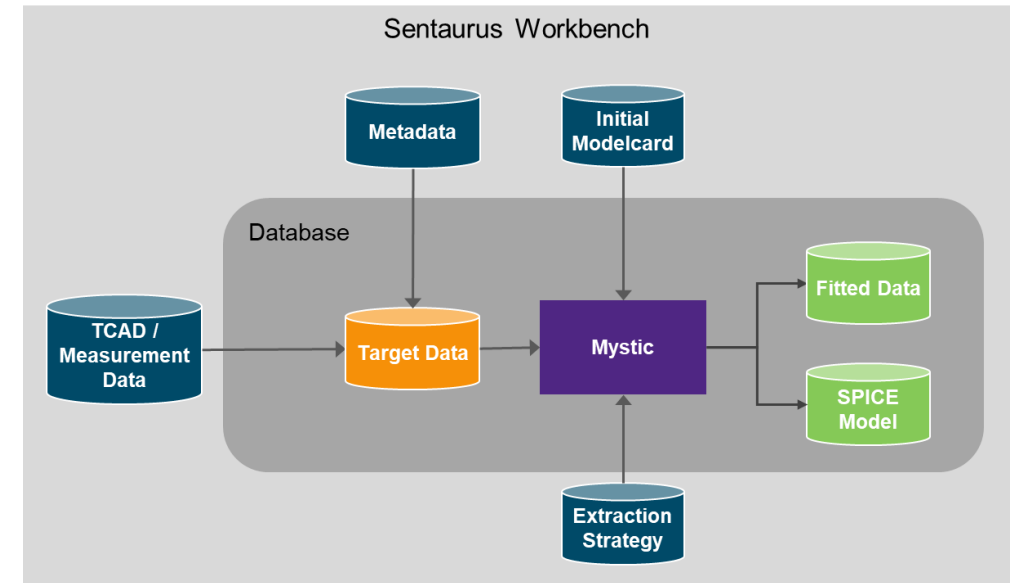 Sentaurus Workbench
Metadata
Initial
Modelcard
Database
TCAD /
Measurement
Data
Target Data
Mystic
Fitted Data
SPICE
Model
Extraction
Strategy